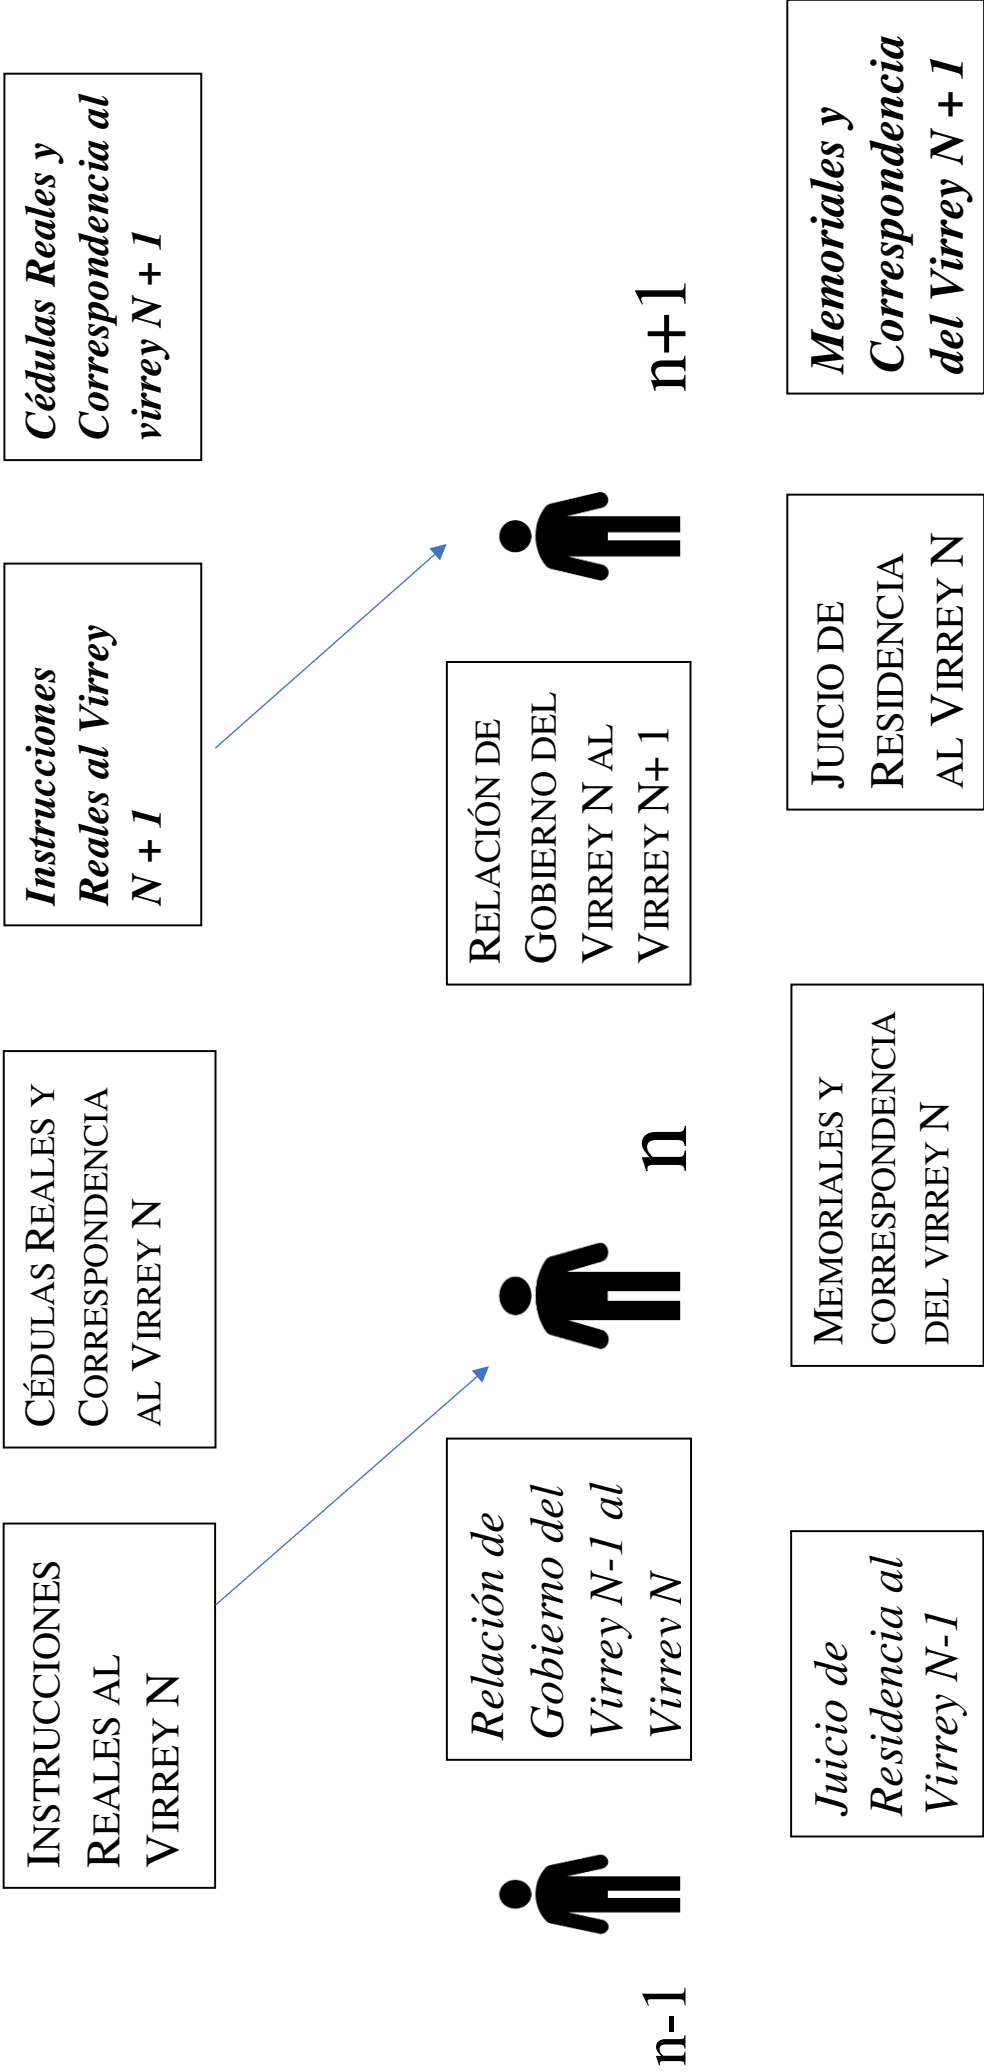 INSTRUCCIONES
REALES AL
VIRREY N
CÉDULAS REALES Y
CORRESPONDENCIA
AL VIRREY N
Instrucciones
Reales al Virrey
N + 1
Cédulas Reales y
Correspondencia al
virrey N + 1
n-1
Relación de
Gobierno del
Virrey N-1 al
Virrey N
n
RELACIÓN DE
GOBIERNO DEL
VIRREY N AL
VIRREY N+ 1
n+1
Juicio de
Residencia al
Virrey N-1
MEMORIALES Y
CORRESPONDENCIA
DEL VIRREY N
JUICIO DE
RESIDENCIA
AL VIRREY N
Memoriales y
Correspondencia
del Virrey N + 1